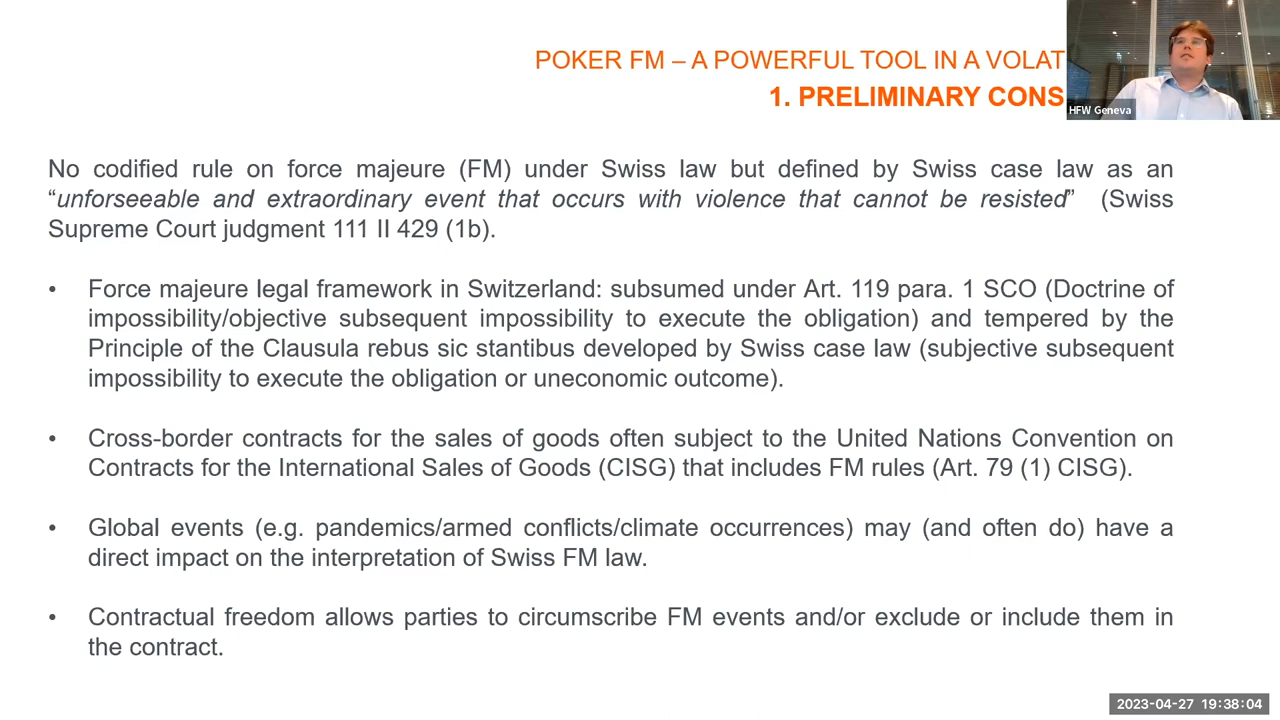 POKER FM – A POWERFUL TOOL IN A VOLAT
1. PRELIMINARY CONS
HFW Geneva
No codified rule on force majeure (FM) under Swiss law but defined by Swiss case law as an
“unforseeable and extraordinary event that occurs with violence that cannot be resisted” (Swiss
Supreme Court judgment 111 II 429 (1b).
• Force majeure legal framework in Switzerland: subsumed under Art. 119 para. 1 SCO (Doctrine of
impossibility/objective subsequent impossibility to execute the obligation) and tempered by the
Principle of the Clausula rebus sic stantibus developed by Swiss case law (subjective subsequent
impossibility to execute the obligation or uneconomic outcome).
• Cross-border contracts for the sales of goods often subject to the United Nations Convention on
Contracts for the International Sales of Goods (CISG) that includes FM rules (Art. 79 (1) CISG).
• Global events (e.g. pandemics/armed conflicts/climate occurrences) may (and often do) have a
direct impact on the interpretation of Swiss FM law.
• Contractual freedom allows parties to circumscribe FM events and/or exclude or include them in
the contract.
2023-04-27 19:38:04